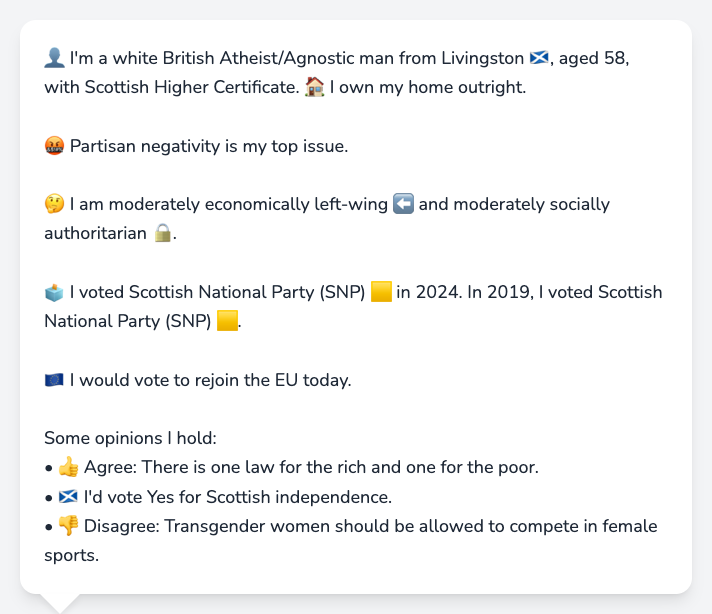 👤 I'm a white British Atheist/Agnostic man from Livingston 🏴󠁧󠁢󠁳󠁣󠁴󠁿, aged 58,
with Scottish Higher Certificate. 🏠 I own my home outright.
🤬 Partisan negativity is my top issue.
🤔 I am moderately economically left-wing ⬅️ and moderately socially
authoritarian 🔒.
🗳️ I voted Scottish National Party (SNP) 🟨 in 2024. In 2019, I voted Scottish
National Party (SNP) 🟨.
🇪🇺 I would vote to rejoin the EU today.
Some opinions I hold:
• 👍 Agree: There is one law for the rich and one for the poor.
• 🏴󠁧󠁢󠁳󠁣󠁴󠁿 I'd vote Yes for Scottish independence.
• 👎 Disagree: Transgender women should be allowed to compete in female
sports.